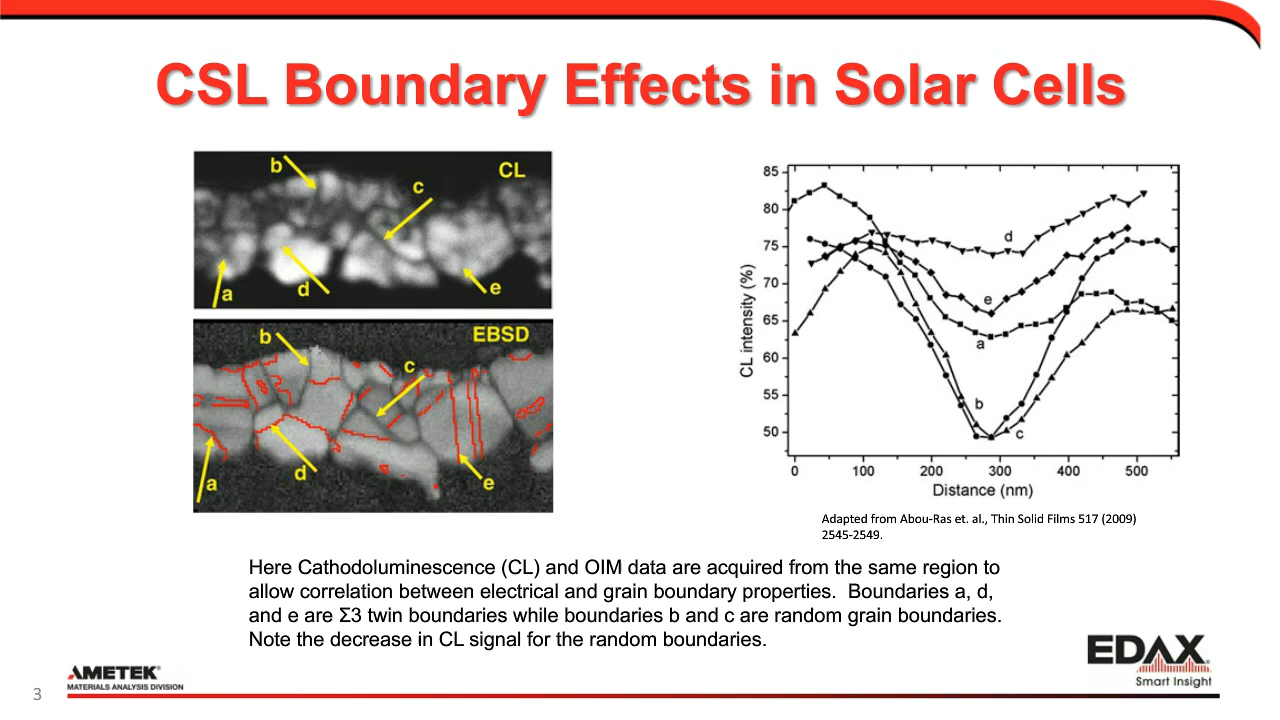 CSL Boundary Effects in Solar Cells
b
CL
c
a
d
e
b
EBSD
c
a
d
e
85
80
75
70
65
60
55
50
CL intensity (%)
d
e
a
b
c
0 100 200 300 400 500
Distance (nm)
Adapted from Abou-Ras et. al., Thin Solid Films 517 (2009)
2545-2549.
Here Cathodoluminescence (CL) and OIM data are acquired from the same region to
allow correlation between electrical and grain boundary properties.  Boundaries a, d,
and e are Σ3 twin boundaries while boundaries b and c are random grain boundaries.
Note the decrease in CL signal for the random boundaries.
3
AMETEK®
MATERIALS ANALYSIS DIVISION
EDAX
Smart Insight